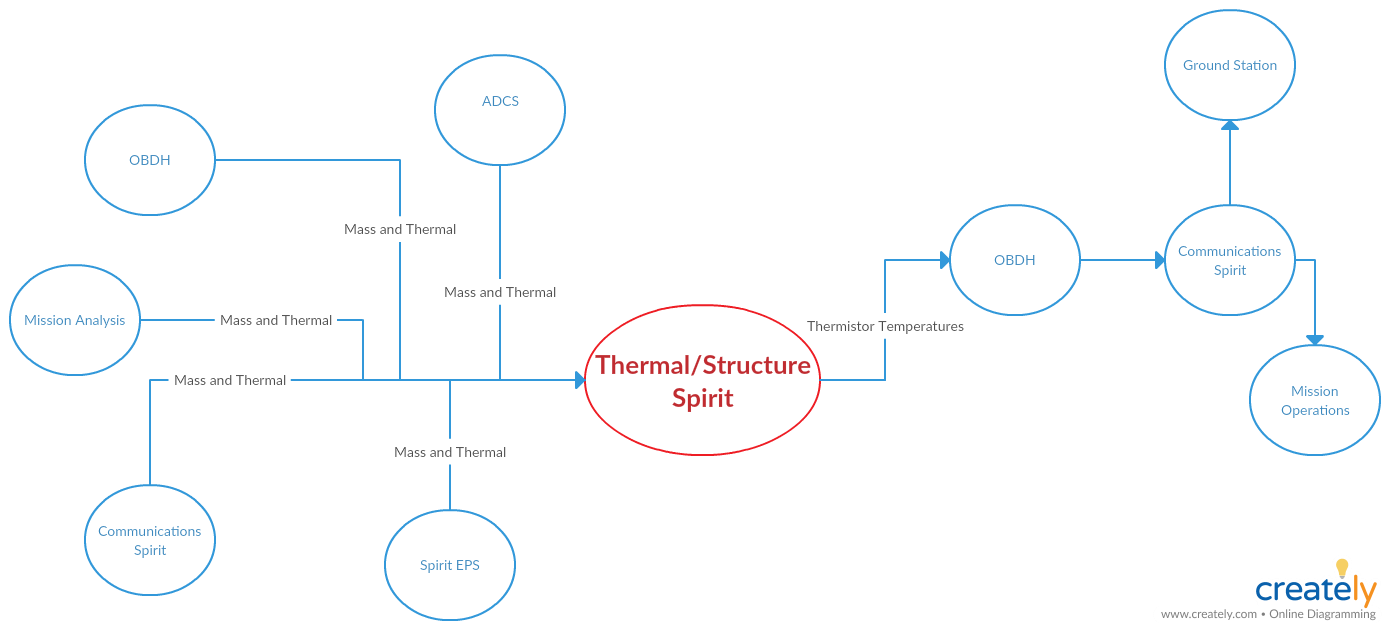 Ground Station
ADCS
OBDH
Mass and Thermal
Communications
Spirit
OBDH
Mass and Thermal
Mission Analysis
Mass and Thermal
Thermistor Temperatures
Thermal/Structure
Spirit
Mass and Thermal
Mission
Operations
Mass and Thermal
Communications
Spirit
Spirit EPS
creately
www.creately.com • Online Diagramming